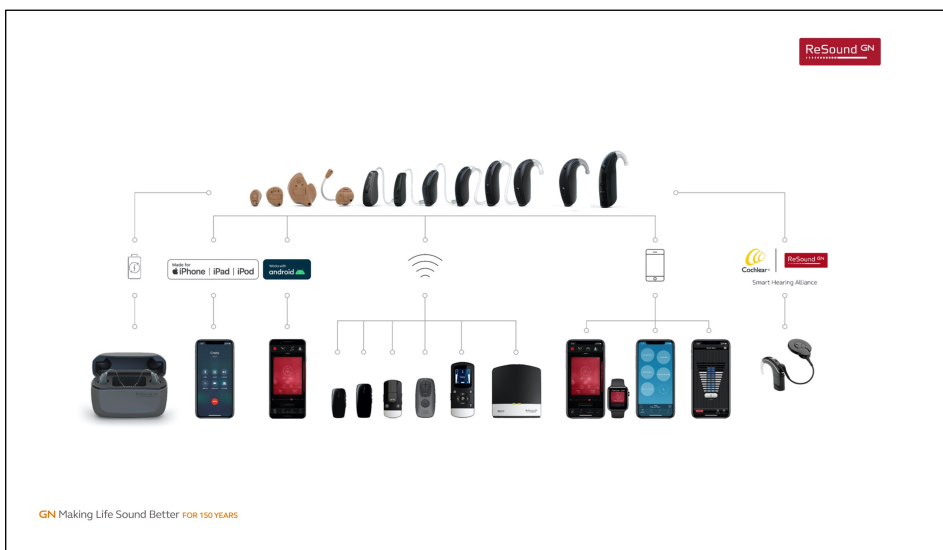 ReSound GN
Made for
iPhone | iPad | iPod
Works with
android
Cochlear®
ReSound GN
Smart Hearing Alliance
GN Making Life Sound Better FOR 150 YEARS